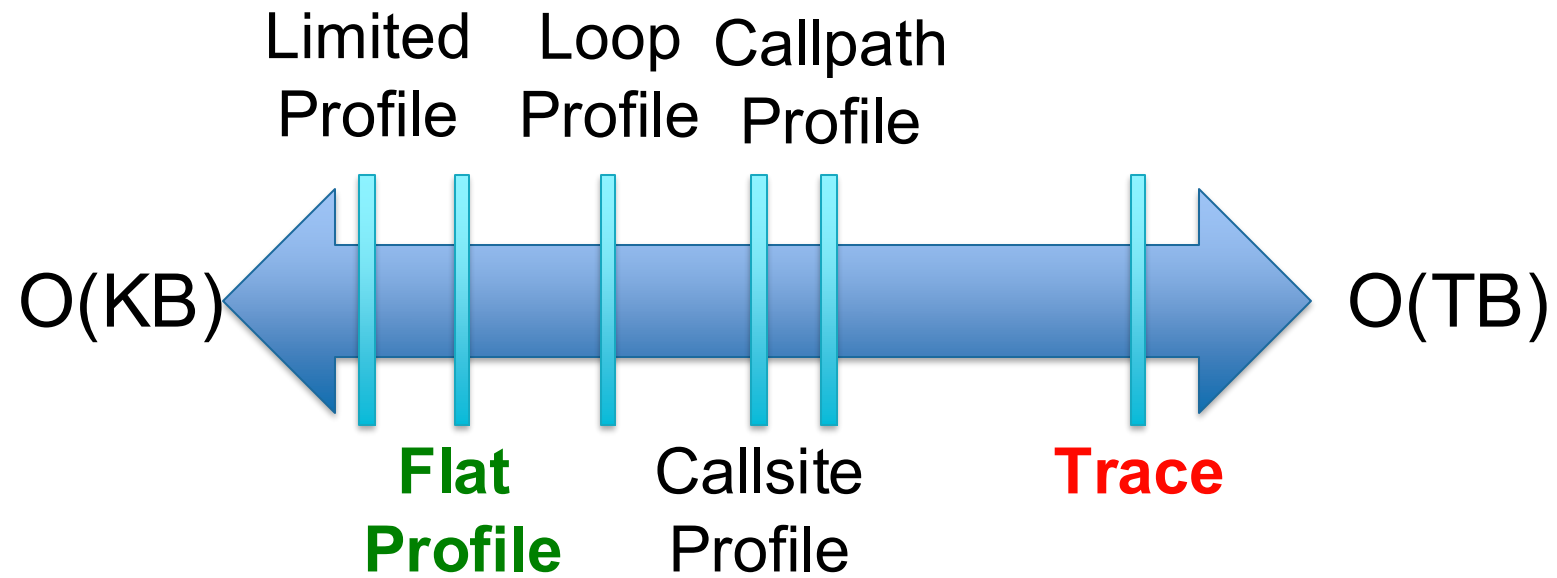 Limited
Profile
Loop
Profile
Callpath
Profile
O(KB)
O(TB)
Flat
Profile
Callsite
Profile
Trace